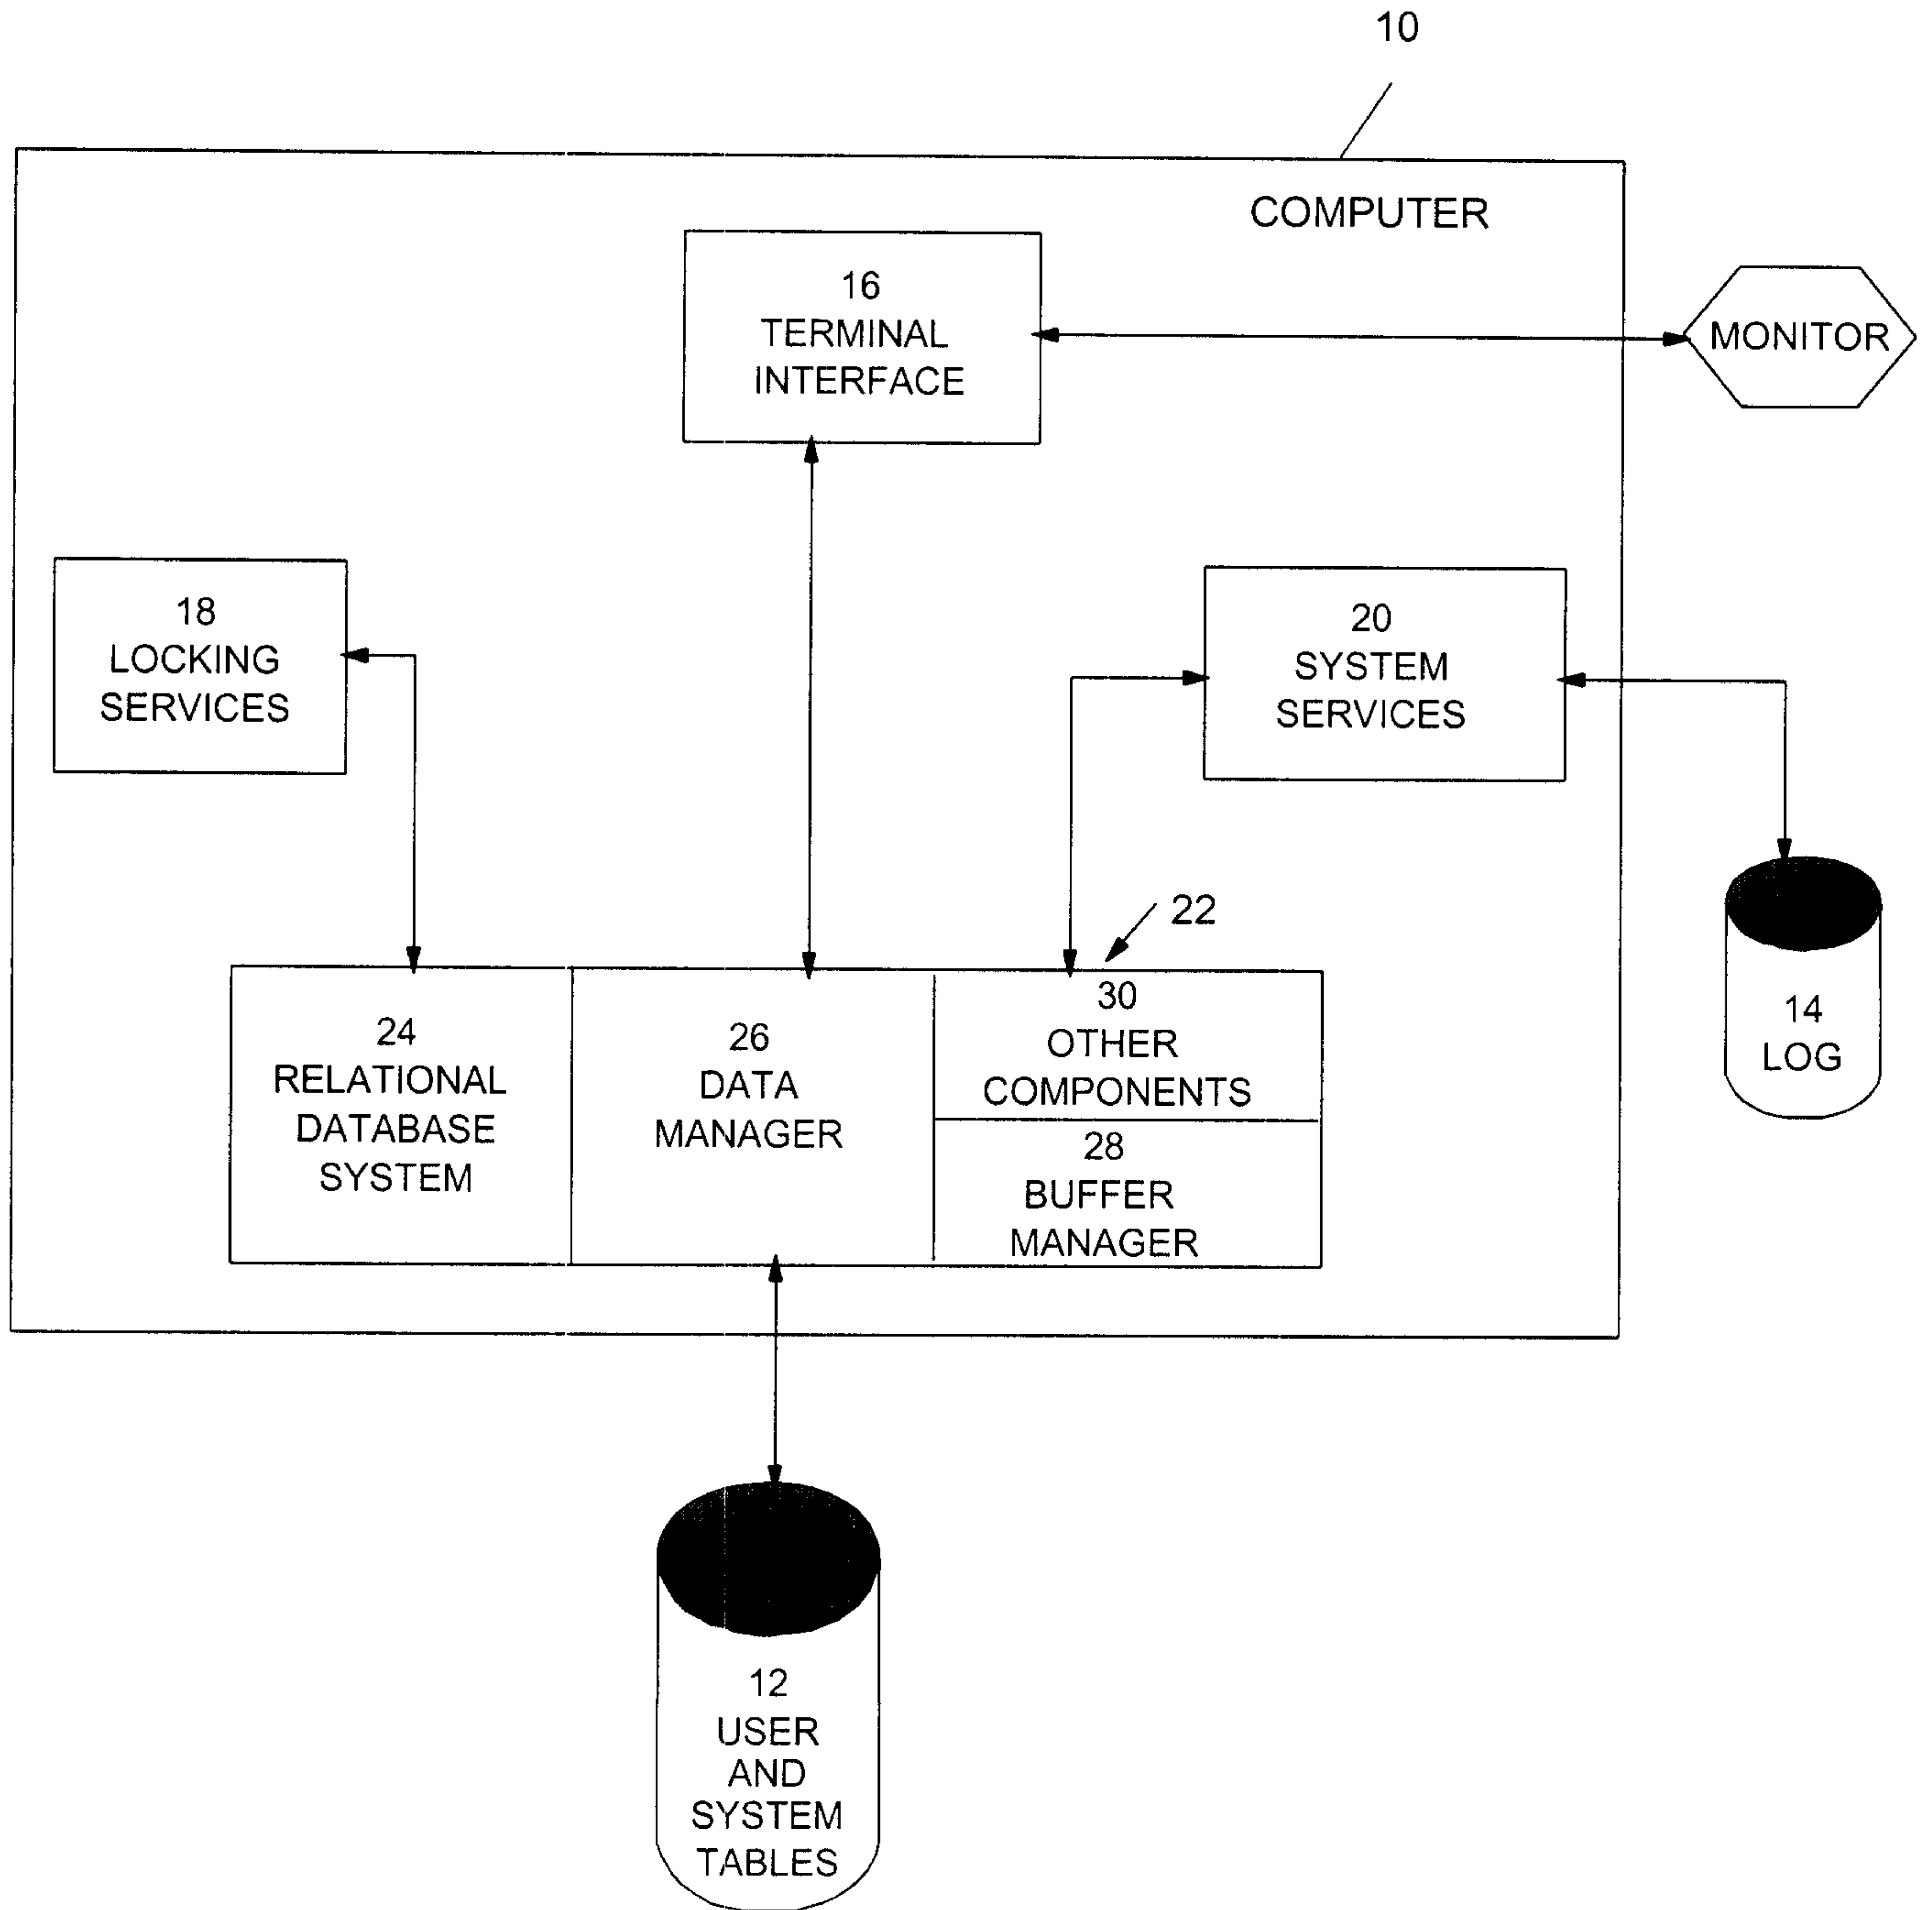 10
COMPUTER
16
TERMINAL
INTERFACE
MONITOR
18
LOCKING
SERVICES
20
SYSTEM
SERVICES
22
24
RELATIONAL
DATABASE
SYSTEM
26
DATA
MANAGER
30
OTHER
COMPONENTS
28
BUFFER
MANAGER
14
LOG
12
USER
AND
SYSTEM
TABLES